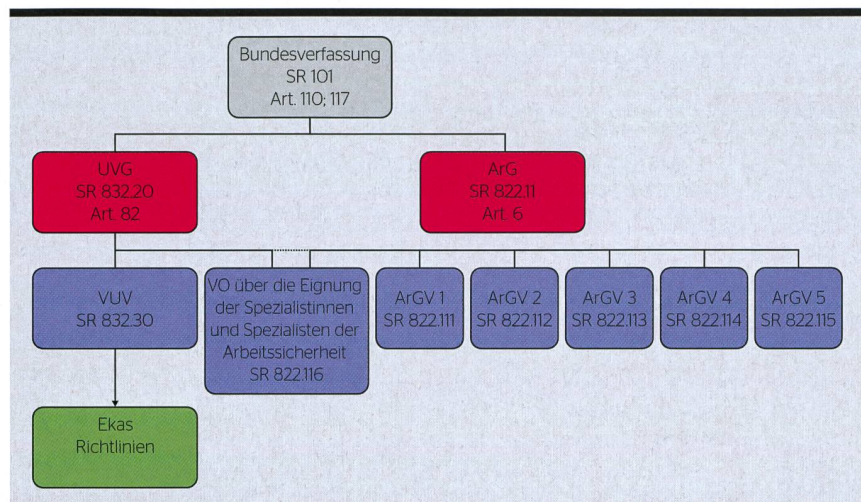 Bundesverfassung
SR 101
Art. 110; 117
UVG
SR 832.20
Art. 82
ArG
SR 822.11
Art. 6
VUV
SR 832.30
VO über die Eignung
der Spezialistinnen
und Spezialisten der
Arbeitssicherheit
SR 822.116
ArGV 1
SR 822.111
ArGV 2
SR 822.112
ArGV 3
SR 822.113
ArGV 4
SR 822.114
ArGV 5
SR 822.115
Ekas
Richtlinien